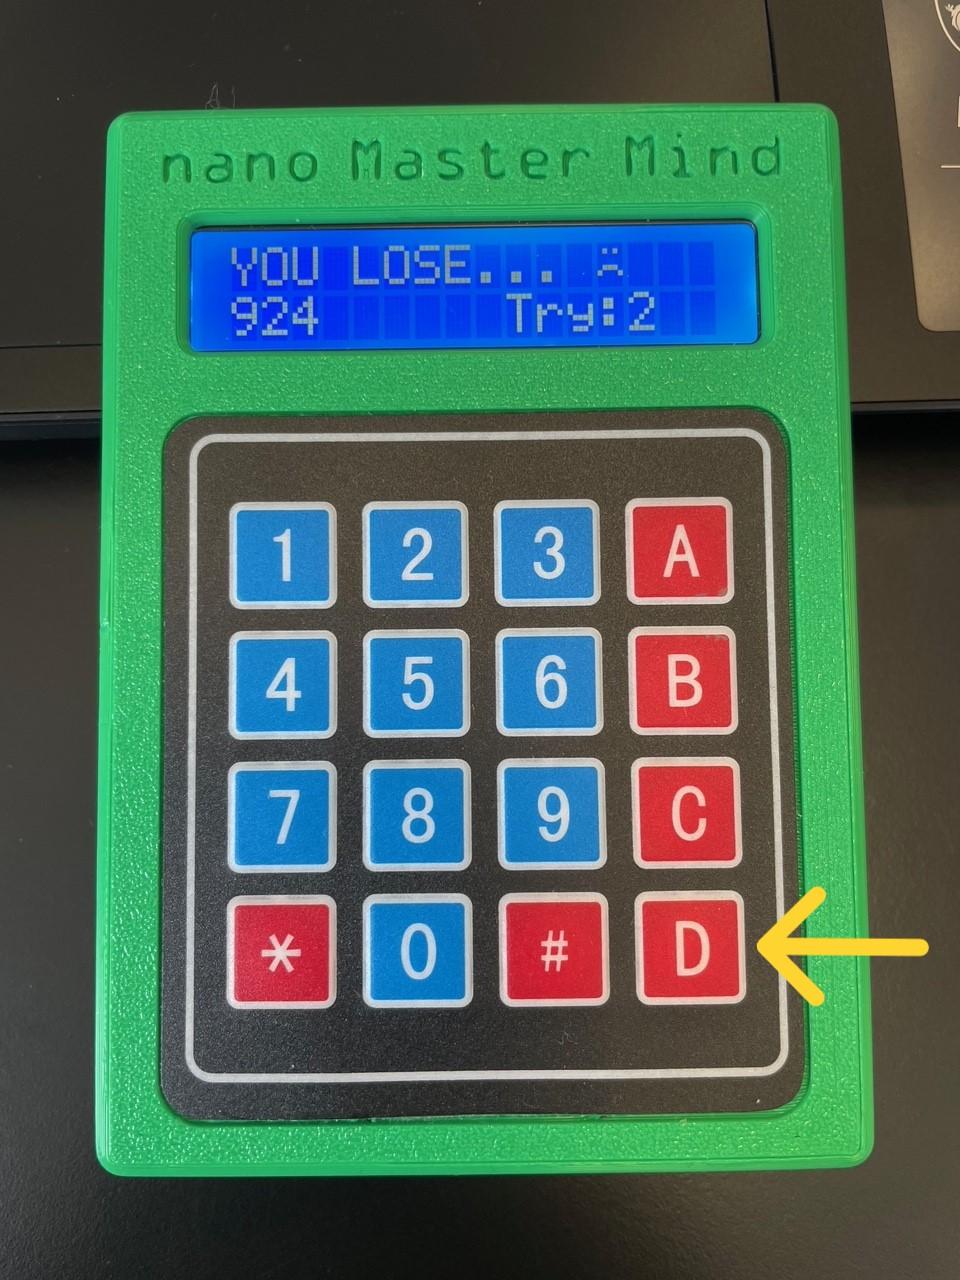 nano Master Mind
YOU LOSE...
924 Try:2
1 2 3 A
4 5 6 B
7 8 9 C
* 0 # D